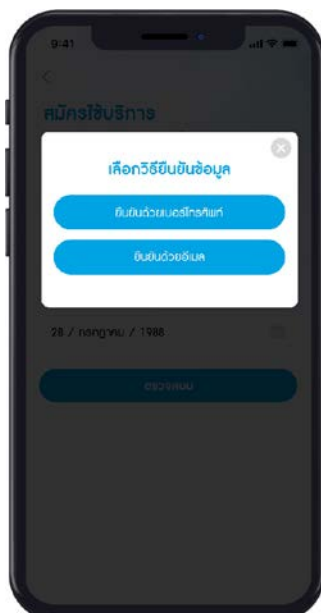 9:41
สมัครใช้บริการ
เลือกวิธียืนยันข้อมูล
ยืนยันด้วยเบอร์โทรศัพท์
ยืนยันด้วยอีเมล
28 / กรกฎาคม / 1988
ตรวจสอบ